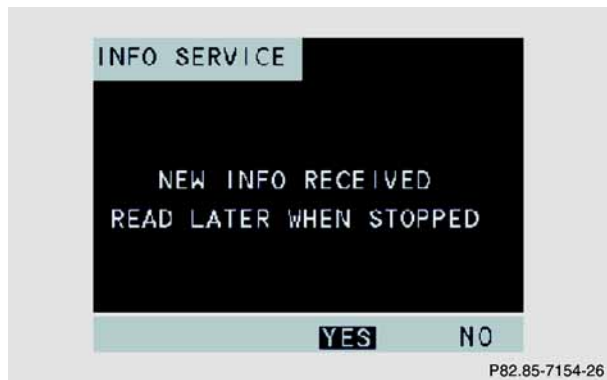 INFO SERVICE
NEW INFO RECEIVED
READ LATER WHEN STOPPED
YES NO
P82.85-7154-26